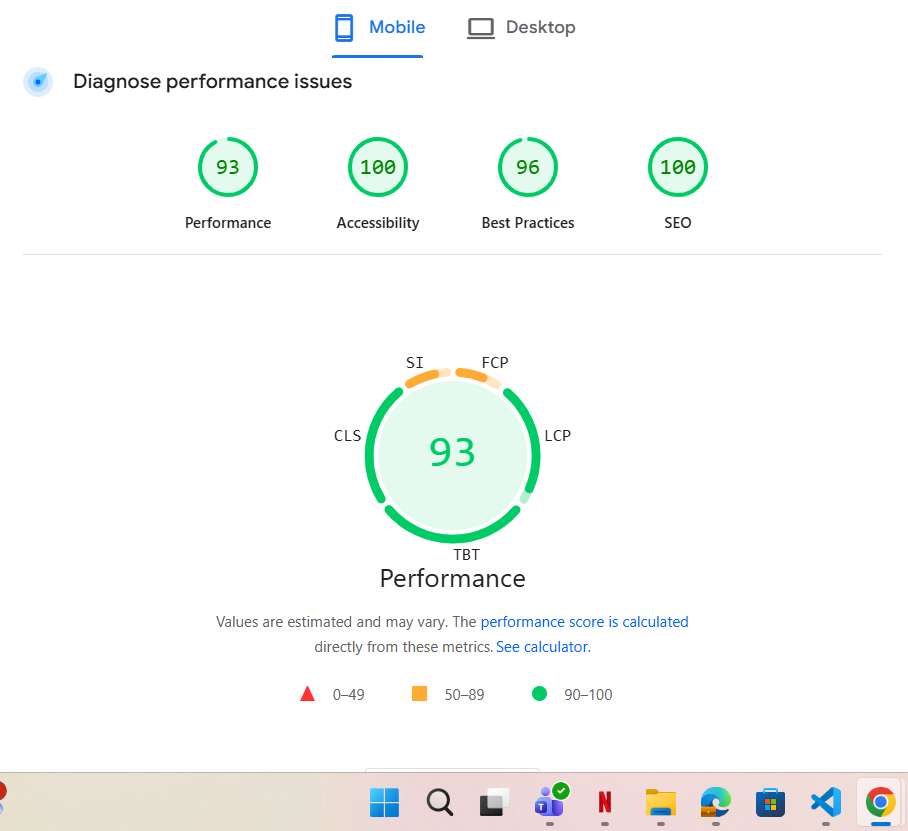 Mobile
Desktop
Diagnose performance issues
93
100
96
100
Performance
Accessibility
Best Practices
SEO
SI
FCP
CLS
LCP
93
TBT
Performance
Values are estimated and may vary. The performance score is calculated
directly from these metrics. See calculator.
0–49
50–89
90–100
T
N